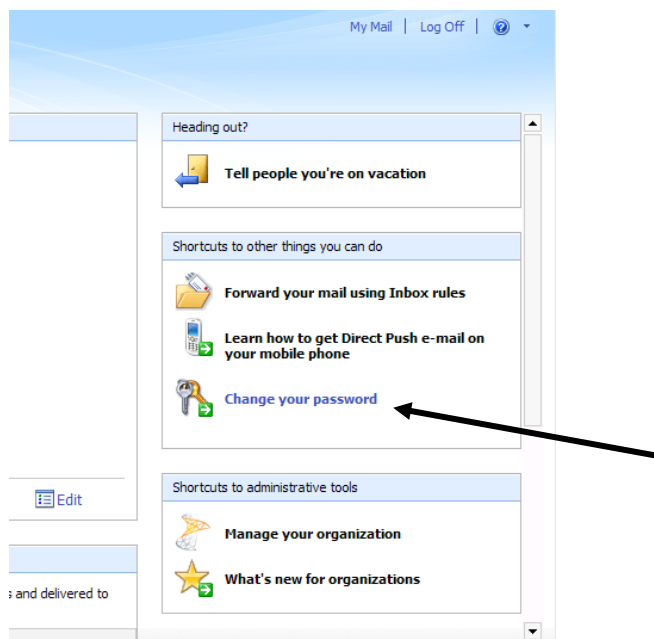 My Mail | Log Off |
Heading out?
Tell people you're on vacation
Shortcuts to other things you can do
Forward your mail using Inbox rules
Learn how to get Direct Push e-mail on
your mobile phone
Change your password
Edit
Shortcuts to administrative tools
Manage your organization
What's new for organizations
and delivered to